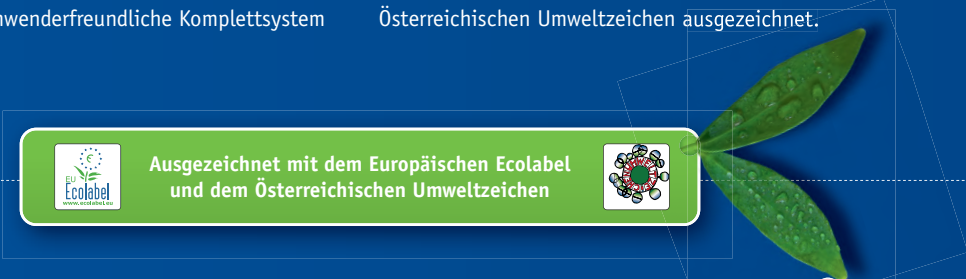 nwenderfreundliche Komplettsystem
Österreichischen Umweltzeichen ausgezeichnet.
Ausgezeichnet mit dem Europäischen Ecolabel
und dem Österreichischen Umweltzeichen
EU
Ecolabel
www.ecolabel.eu
UMWELTZEICHEN